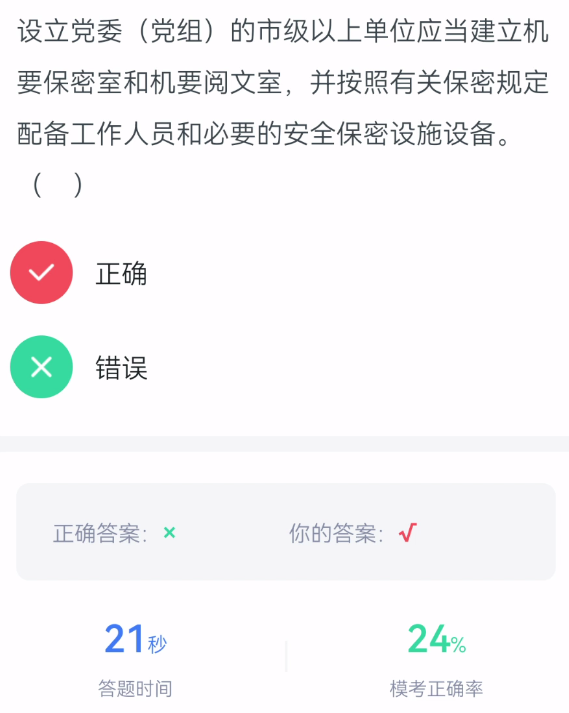 设立党委（党组）的市级以上单位应当建立机
要保密室和机要阅文室，并按照有关保密规定
配备工作人员和必要的安全保密设施设备。
（ ）
正确
错误
正确答案：× 你的答案：√
21秒 24%
答题时间 模考正确率